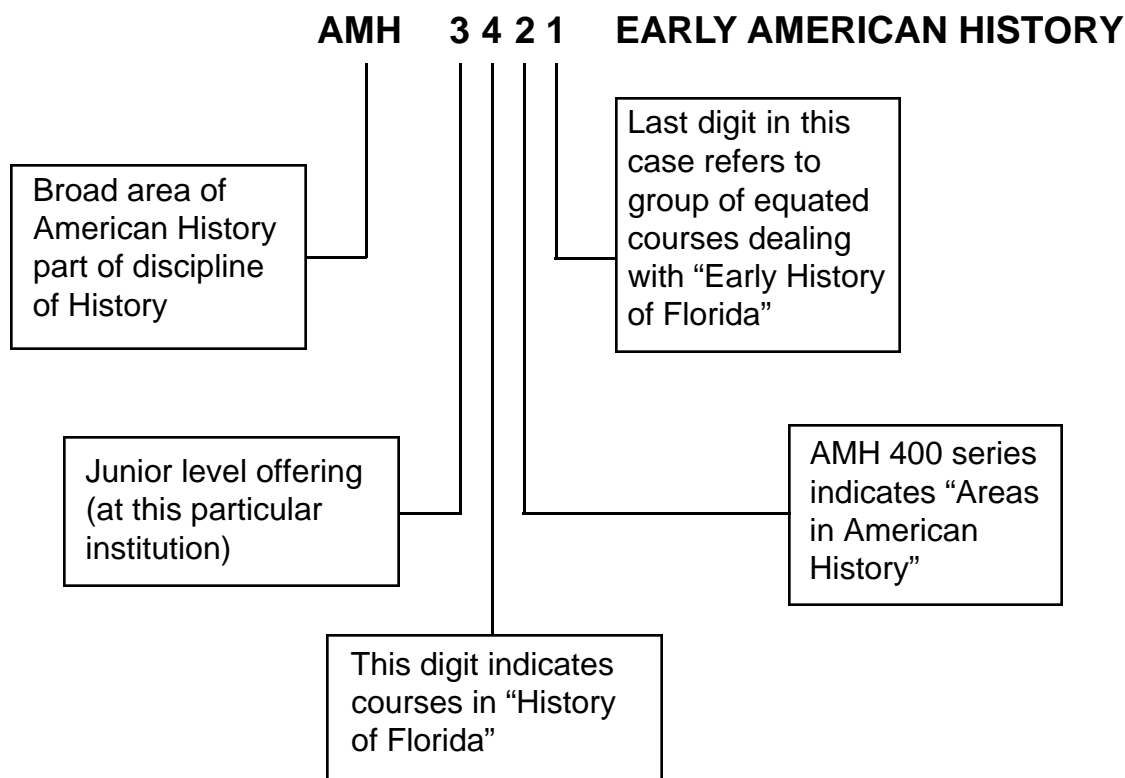 AMH 3 4 2 1 EARLY AMERICAN HISTORY
Broad area of
American History
part of discipline
of History
Last digit in this
case refers to
group of equated
courses dealing
with “Early History
of Florida”
Junior level offering
(at this particular
institution)
AMH 400 series
indicates “Areas
in American
History”
This digit indicates
courses in “History
of Florida”